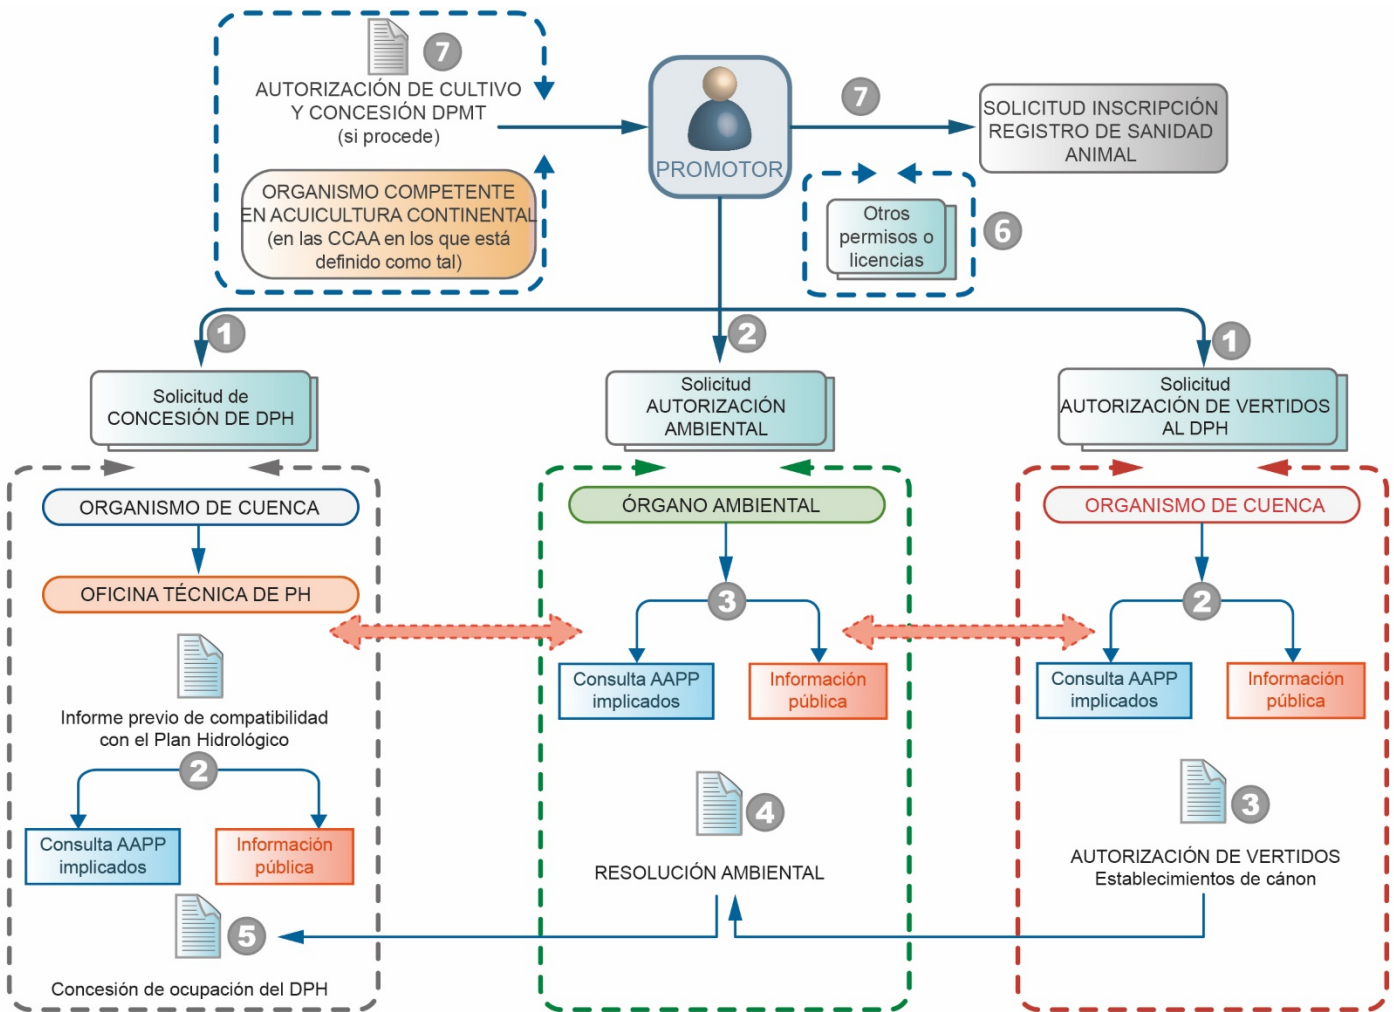 7
AUTORIZACIÓN DE CULTIVO
Y CONCESIÓN DPMT
(si procede)
ORGANISMO COMPETENTE
EN ACUICULTURA CONTINENTAL
(en las CCAA en los que está
definido como tal)
PROMOTOR
7
SOLICITUD INSCRIPCIÓN
REGISTRO DE SANIDAD
ANIMAL
Otros
permisos o
licencias
6
1
2
1
Solicitud de
CONCESIÓN DE DPH
Solicitud
AUTORIZACIÓN
AMBIENTAL
Solicitud
AUTORIZACIÓN DE VERTIDOS
AL DPH
ORGANISMO DE CUENCA
OFICINA TÉCNICA DE PH
Informe previo de compatibilidad
con el Plan Hidrológico
2
Consulta AAPP
implicados
Información
pública
5
Concesión de ocupación del DPH
ÓRGANO AMBIENTAL
3
Consulta AAPP
implicados
Información
pública
4
RESOLUCIÓN AMBIENTAL
ORGANISMO DE CUENCA
2
Consulta AAPP
implicados
Información
pública
3
AUTORIZACIÓN DE VERTIDOS
Establecimientos de cánon